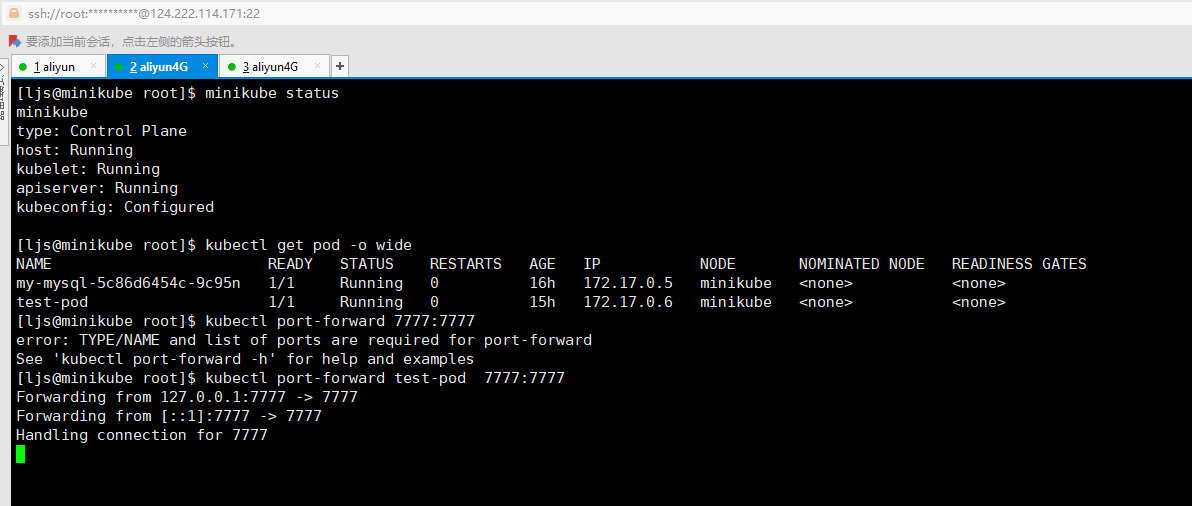 ssh://root:**********@124.222.114.171:22
要添加当前会话，点击左侧的箭头按钮。
1 aliyun × 2 aliyun4G × 3 aliyun4G × +
[ljs@minikube root]$ minikube status
minikube
type: Control Plane
host: Running
kubelet: Running
apiserver: Running
kubeconfig: Configured
[ljs@minikube root]$ kubectl get pod -o wide
NAME READY STATUS RESTARTS AGE IP NODE NOMINATED NODE READINESS GATES
my-mysql-5c86d6454c-9c95n 1/1 Running 0 16h 172.17.0.5 minikube <none> <none>
test-pod 1/1 Running 0 15h 172.17.0.6 minikube <none> <none>
[ljs@minikube root]$ kubectl port-forward 7777:7777
error: TYPE/NAME and list of ports are required for port-forward
See 'kubectl port-forward -h' for help and examples
[ljs@minikube root]$ kubectl port-forward test-pod  7777:7777
Forwarding from 127.0.0.1:7777 -> 7777
Forwarding from [::1]:7777 -> 7777
Handling connection for 7777